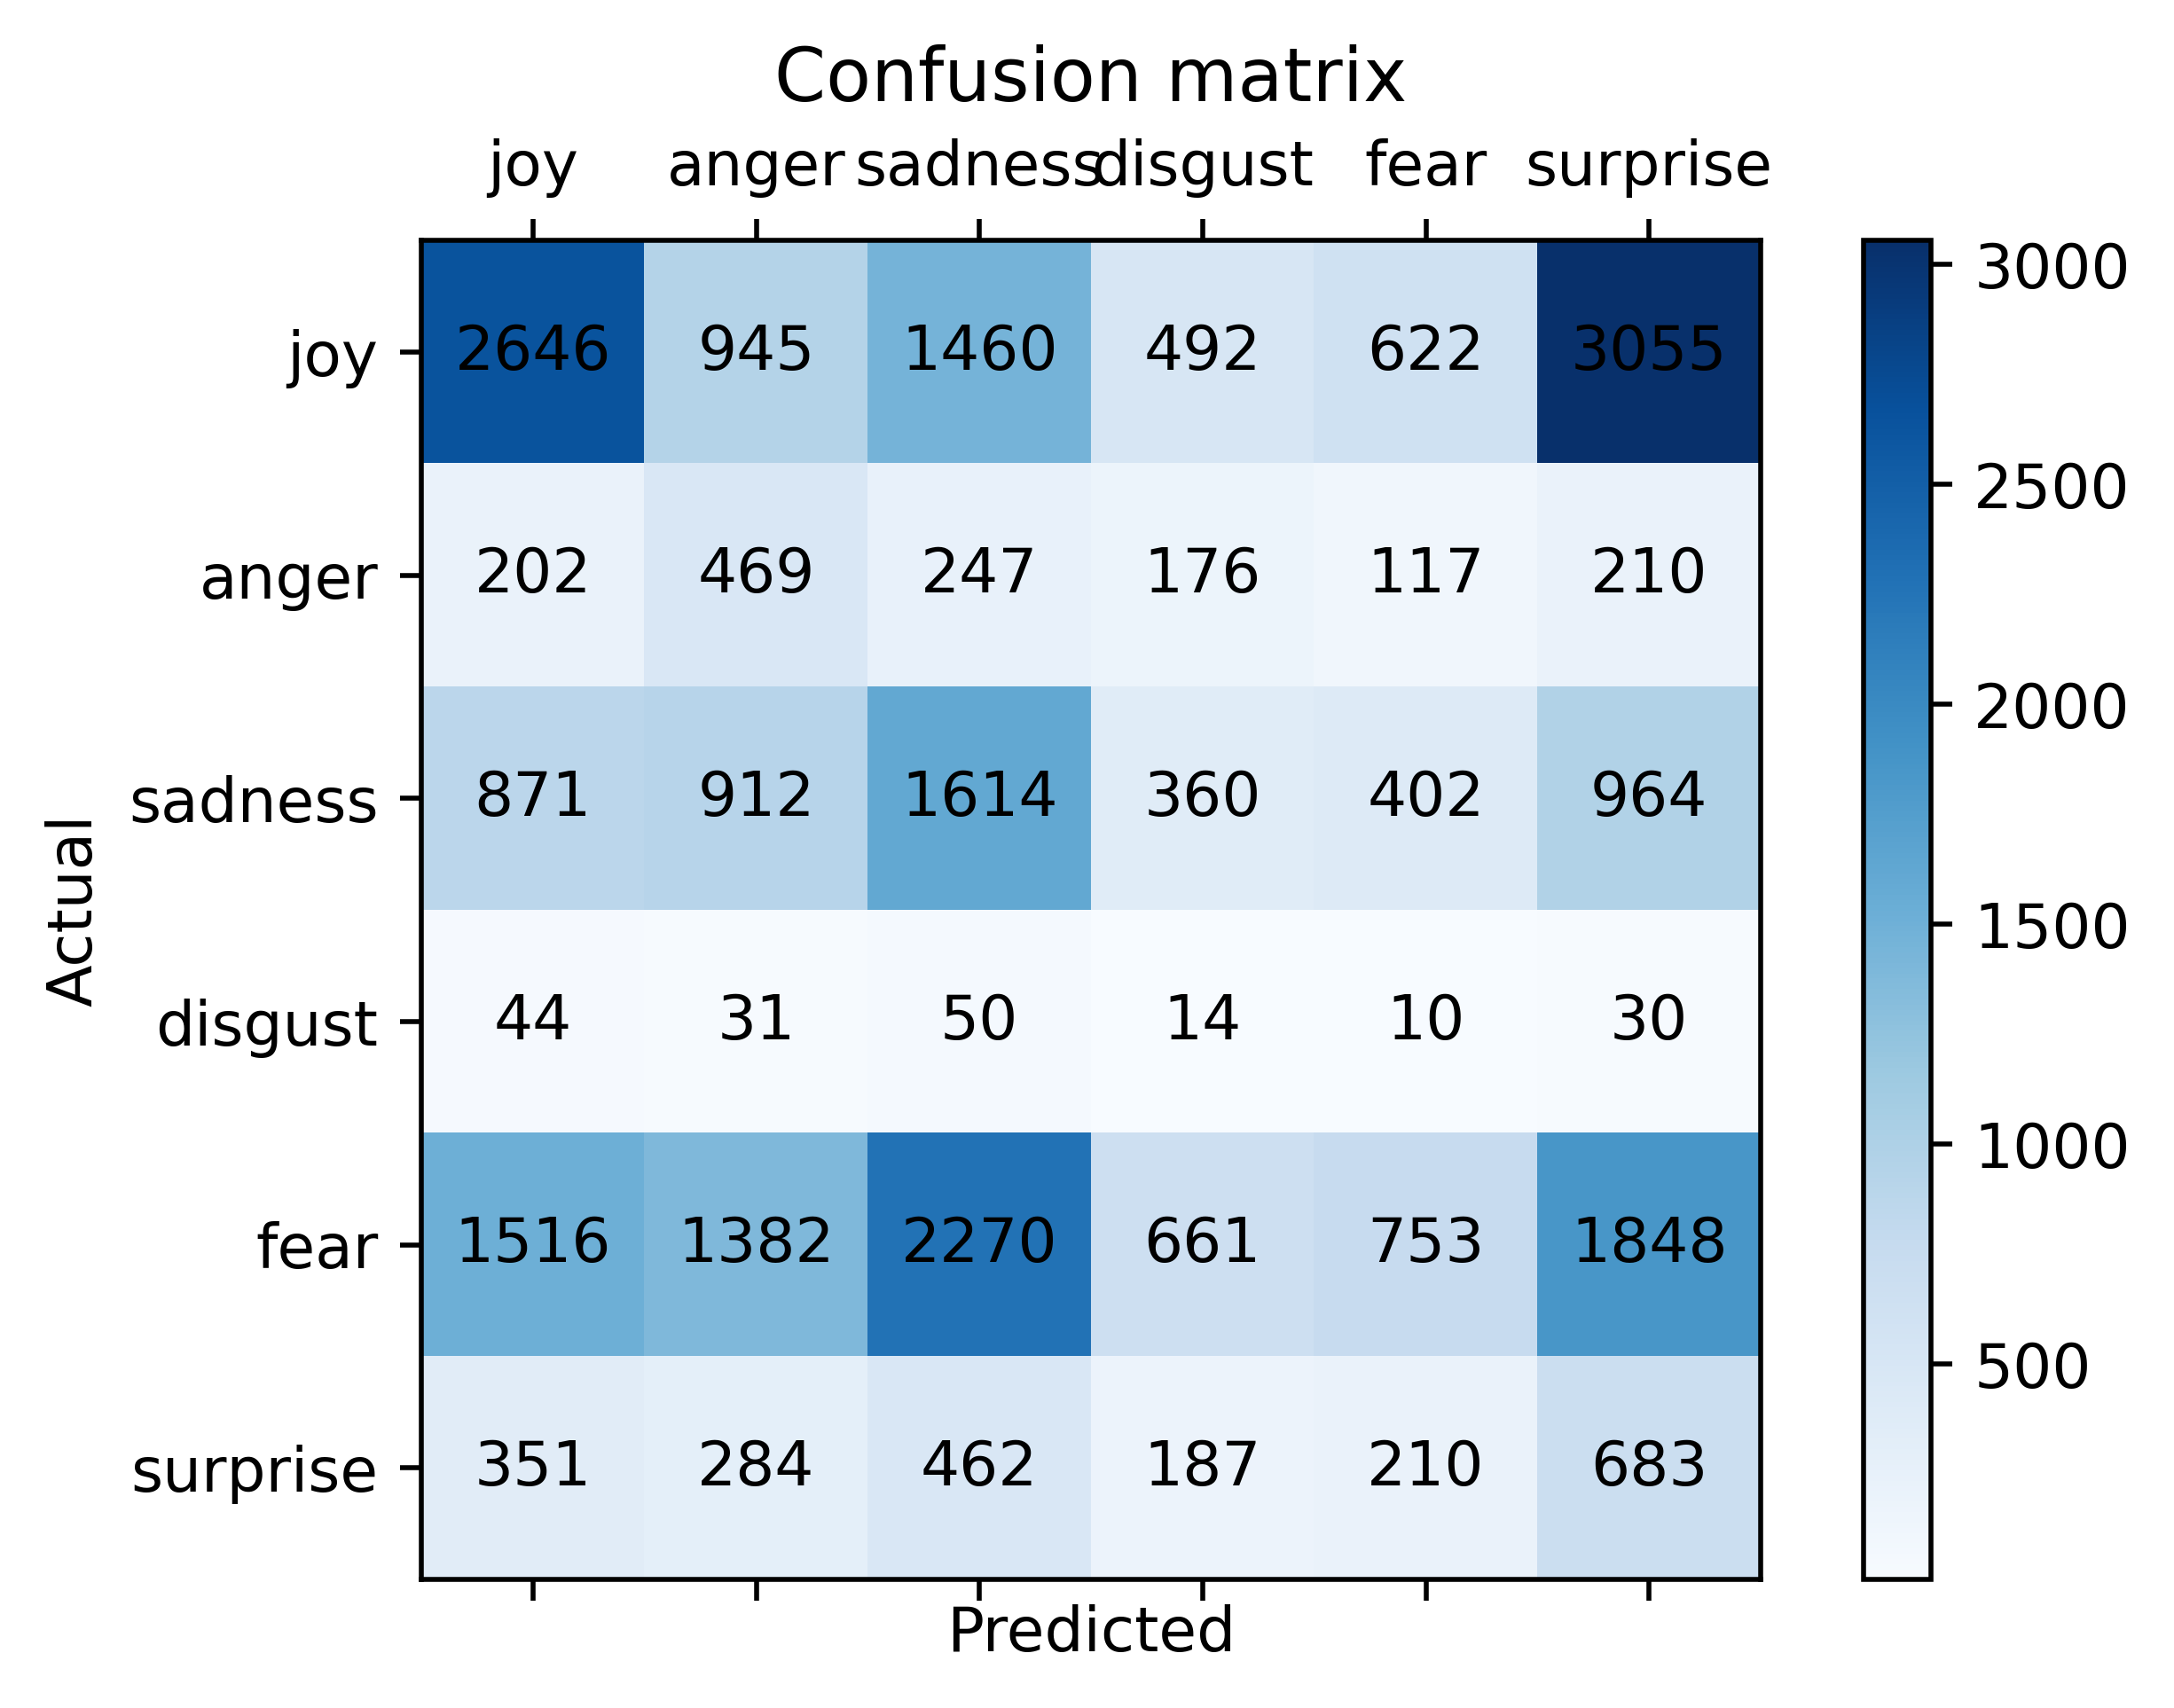 Confusion matrix
joy anger sadness disgust fear surprise
joy 2646 945 1460 492 622 3055
anger 202 469 247 176 117 210
sadness 871 912 1614 360 402 964
disgust 44 31 50 14 10 30
fear 1516 1382 2270 661 753 1848
surprise 351 284 462 187 210 683
Actual
Predicted
3000
2500
2000
1500
1000
500